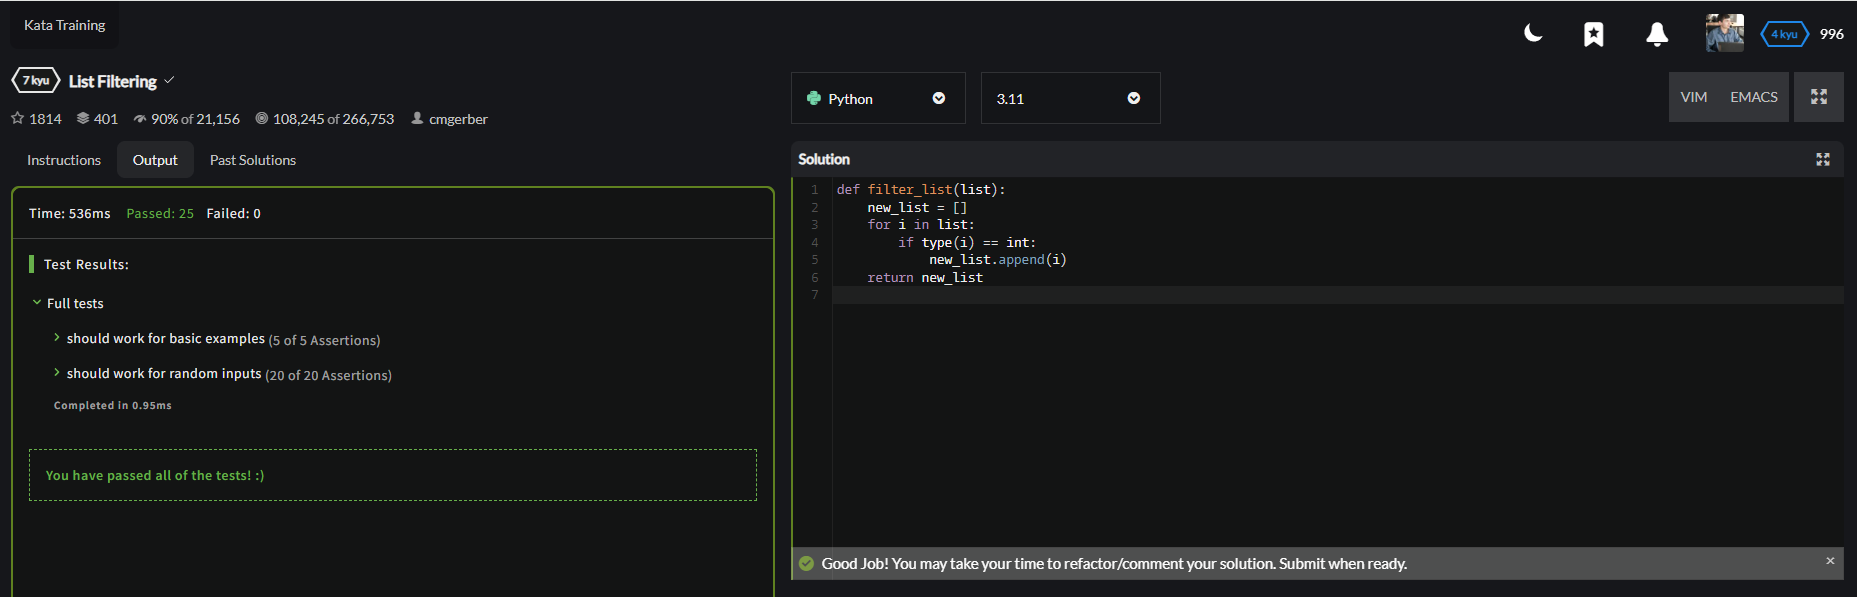 Kata Training
4 kyu 996
7 kyu List Filtering
1814 401 90% of 21,156 108,245 of 266,753 cmgerber
Instructions Output Past Solutions
Time: 536ms Passed: 25 Failed: 0
Test Results:
Full tests
should work for basic examples (5 of 5 Assertions)
should work for random inputs (20 of 20 Assertions)
Completed in 0.95ms
You have passed all of the tests! :)
Python 3.11
VIM EMACS
Solution
1 def filter_list(list):
2     new_list = []
3     for i in list:
4         if type(i) == int:
5             new_list.append(i)
6     return new_list
7
Good Job! You may take your time to refactor/comment your solution. Submit when ready. ×